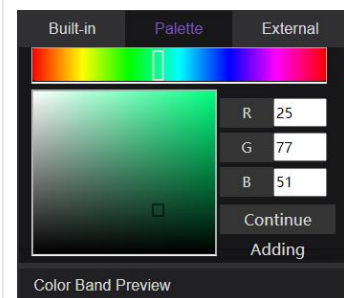 Built-in Palette External
R 25
G 77
B 51
Continue
Adding
Color Band Preview